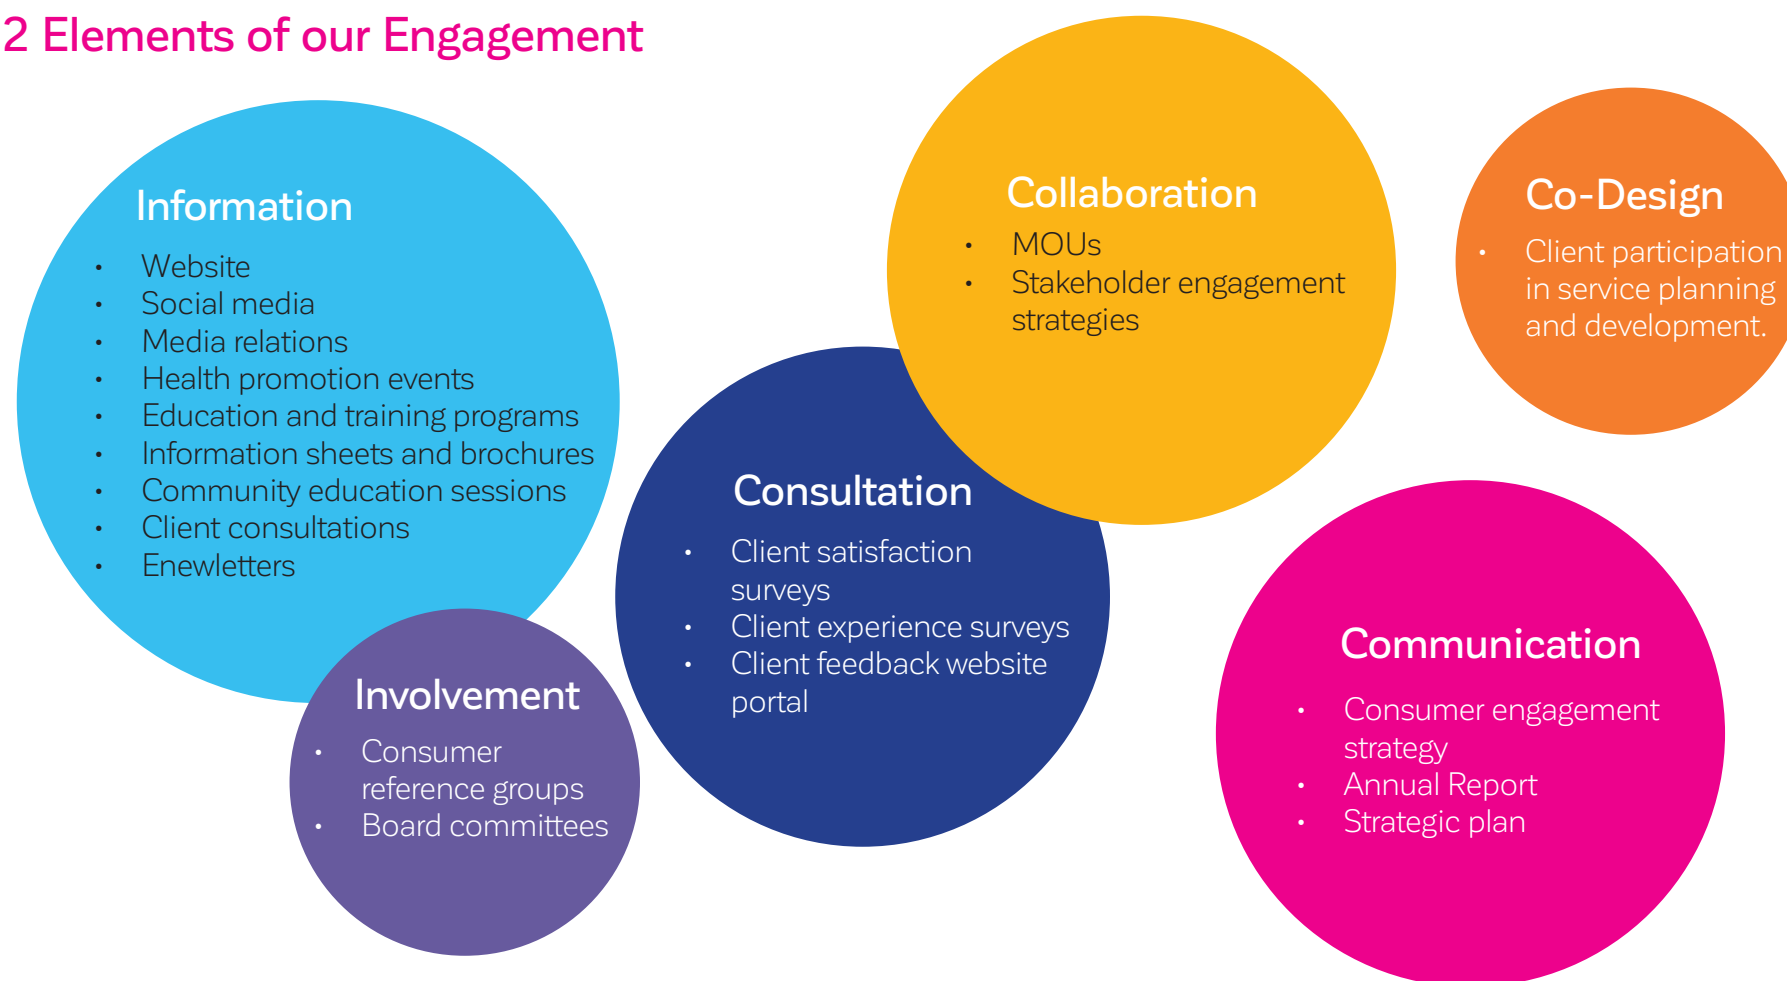 2 Elements of our Engagement
Information
• Website
• Social media
• Media relations
• Health promotion events
• Education and training programs
• Information sheets and brochures
• Community education sessions
• Client consultations
• Enewletters
Involvement
• Consumer
reference groups
• Board committees
Consultation
• Client satisfaction
surveys
• Client experience surveys
• Client feedback website
portal
Collaboration
• MOUs
• Stakeholder engagement
strategies
Co-Design
• Client participation
in service planning
and development.
Communication
• Consumer engagement
strategy
• Annual Report
• Strategic plan